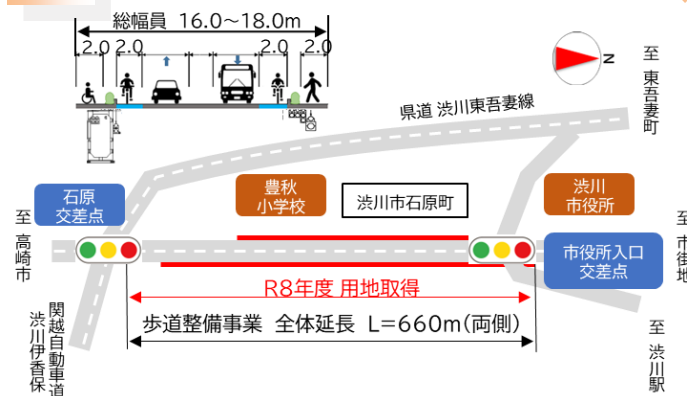 総幅員 16.0～18.0m
2.0
2.0
2.0
2.0
N
至 東吾妻町
県道 渋川東吾妻線
石原
交差点
豊秋
小学校
渋川市石原町
渋川
市役所
至 高崎市
市役所入口
交差点
至 市街地
R8年度 用地取得
歩道整備事業 全体延長 L=660m(両側)
関越自動車道
渋川伊香保
至 渋川駅